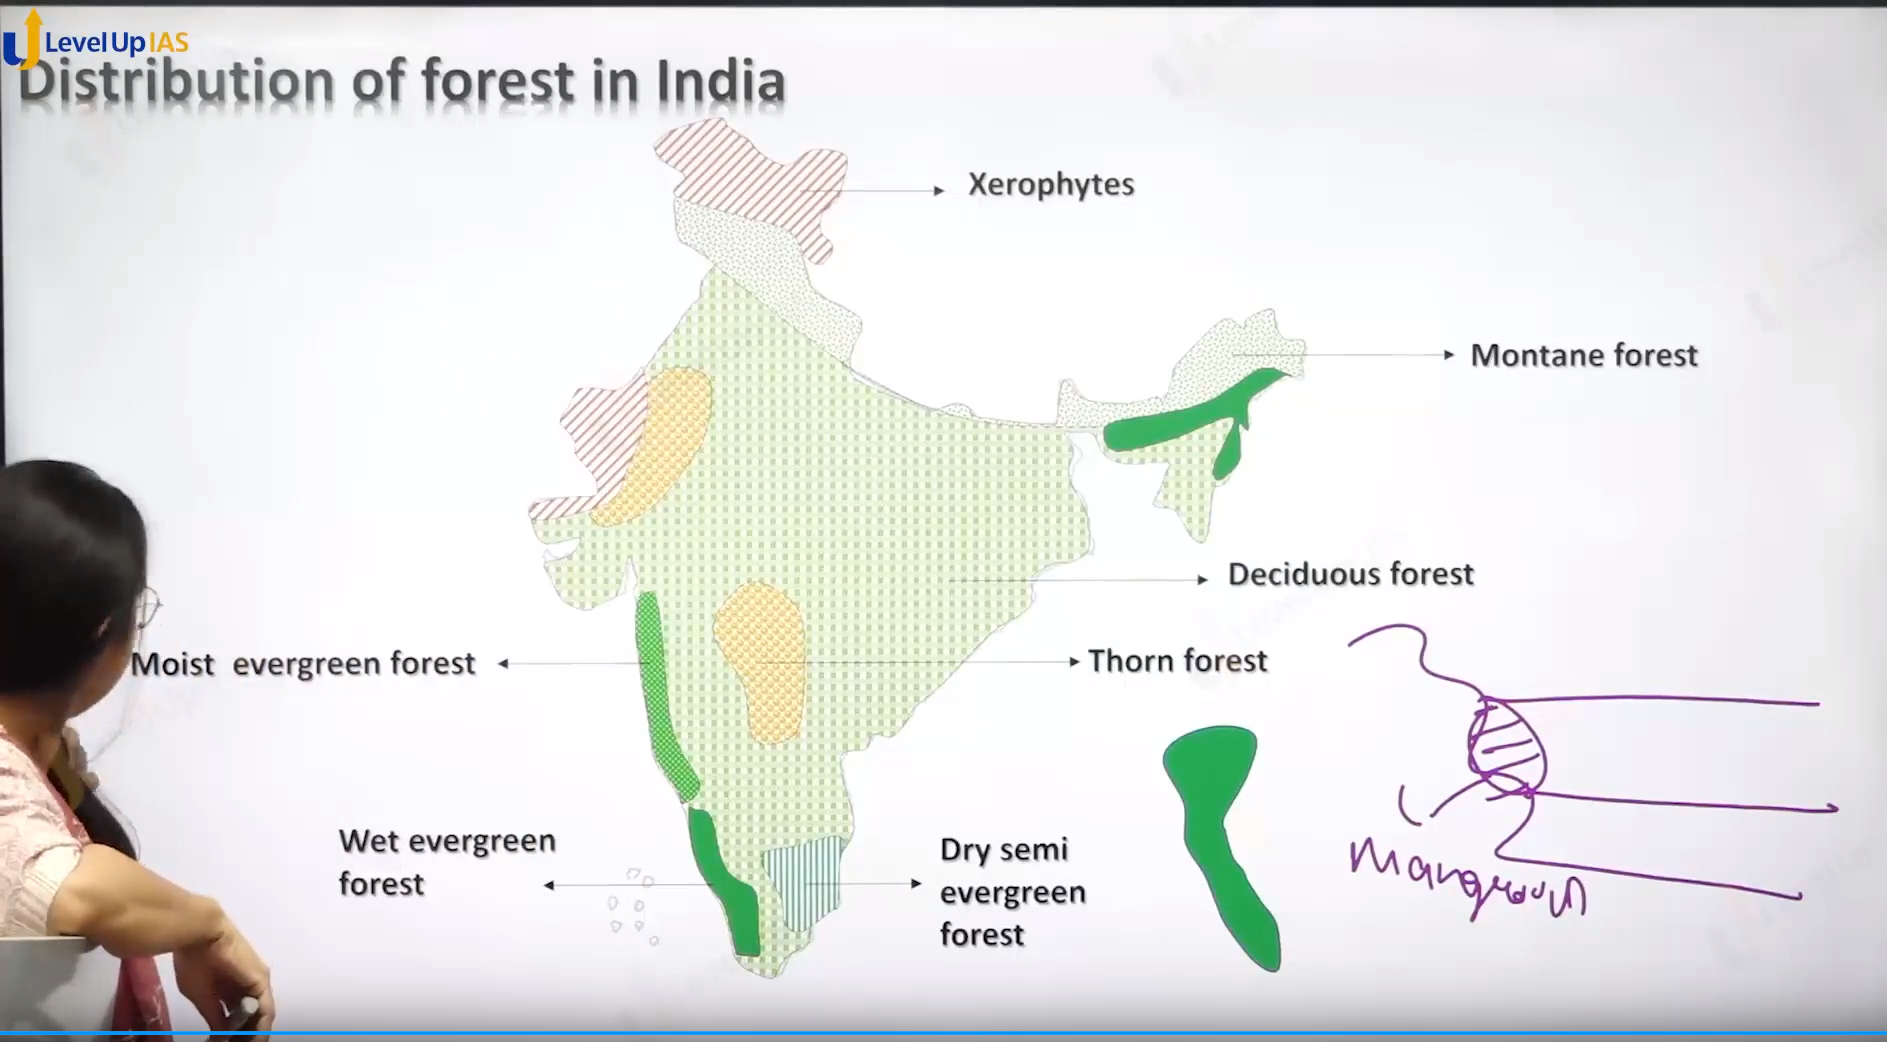 Level Up IAS
Distribution of forest in India
Xerophytes
Montane forest
Deciduous forest
Moist evergreen forest
Thorn forest
Wet evergreen
forest
Dry semi
evergreen
forest